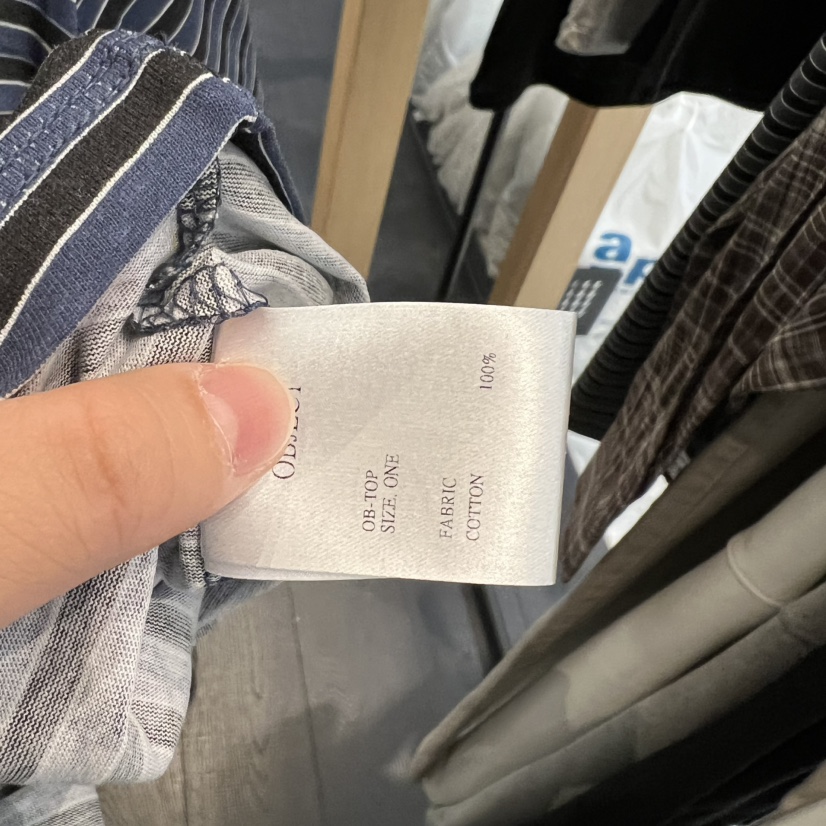 OBJECT
OB-TOP
SIZE. ONE
FABRIC
COTTON 100%